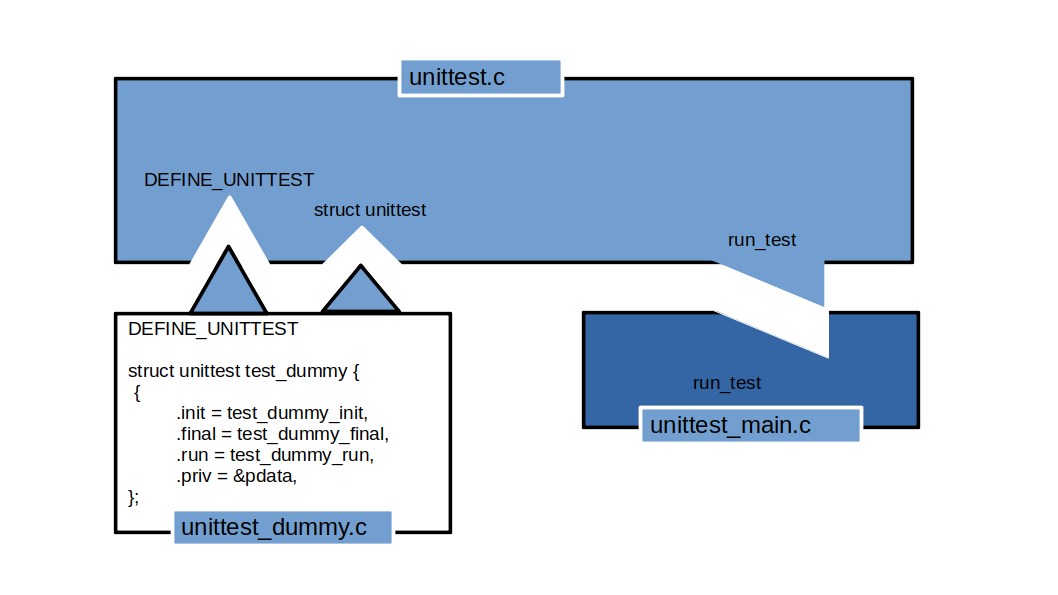 unittest.c
DEFINE_UNITTEST
struct unittest
run_test
DEFINE_UNITTEST
struct unittest test_dummy {
{
.init = test_dummy_init,
.final = test_dummy_final,
.run = test_dummy_run,
.priv = &pdata,
};
unittest_dummy.c
run_test
unittest_main.c